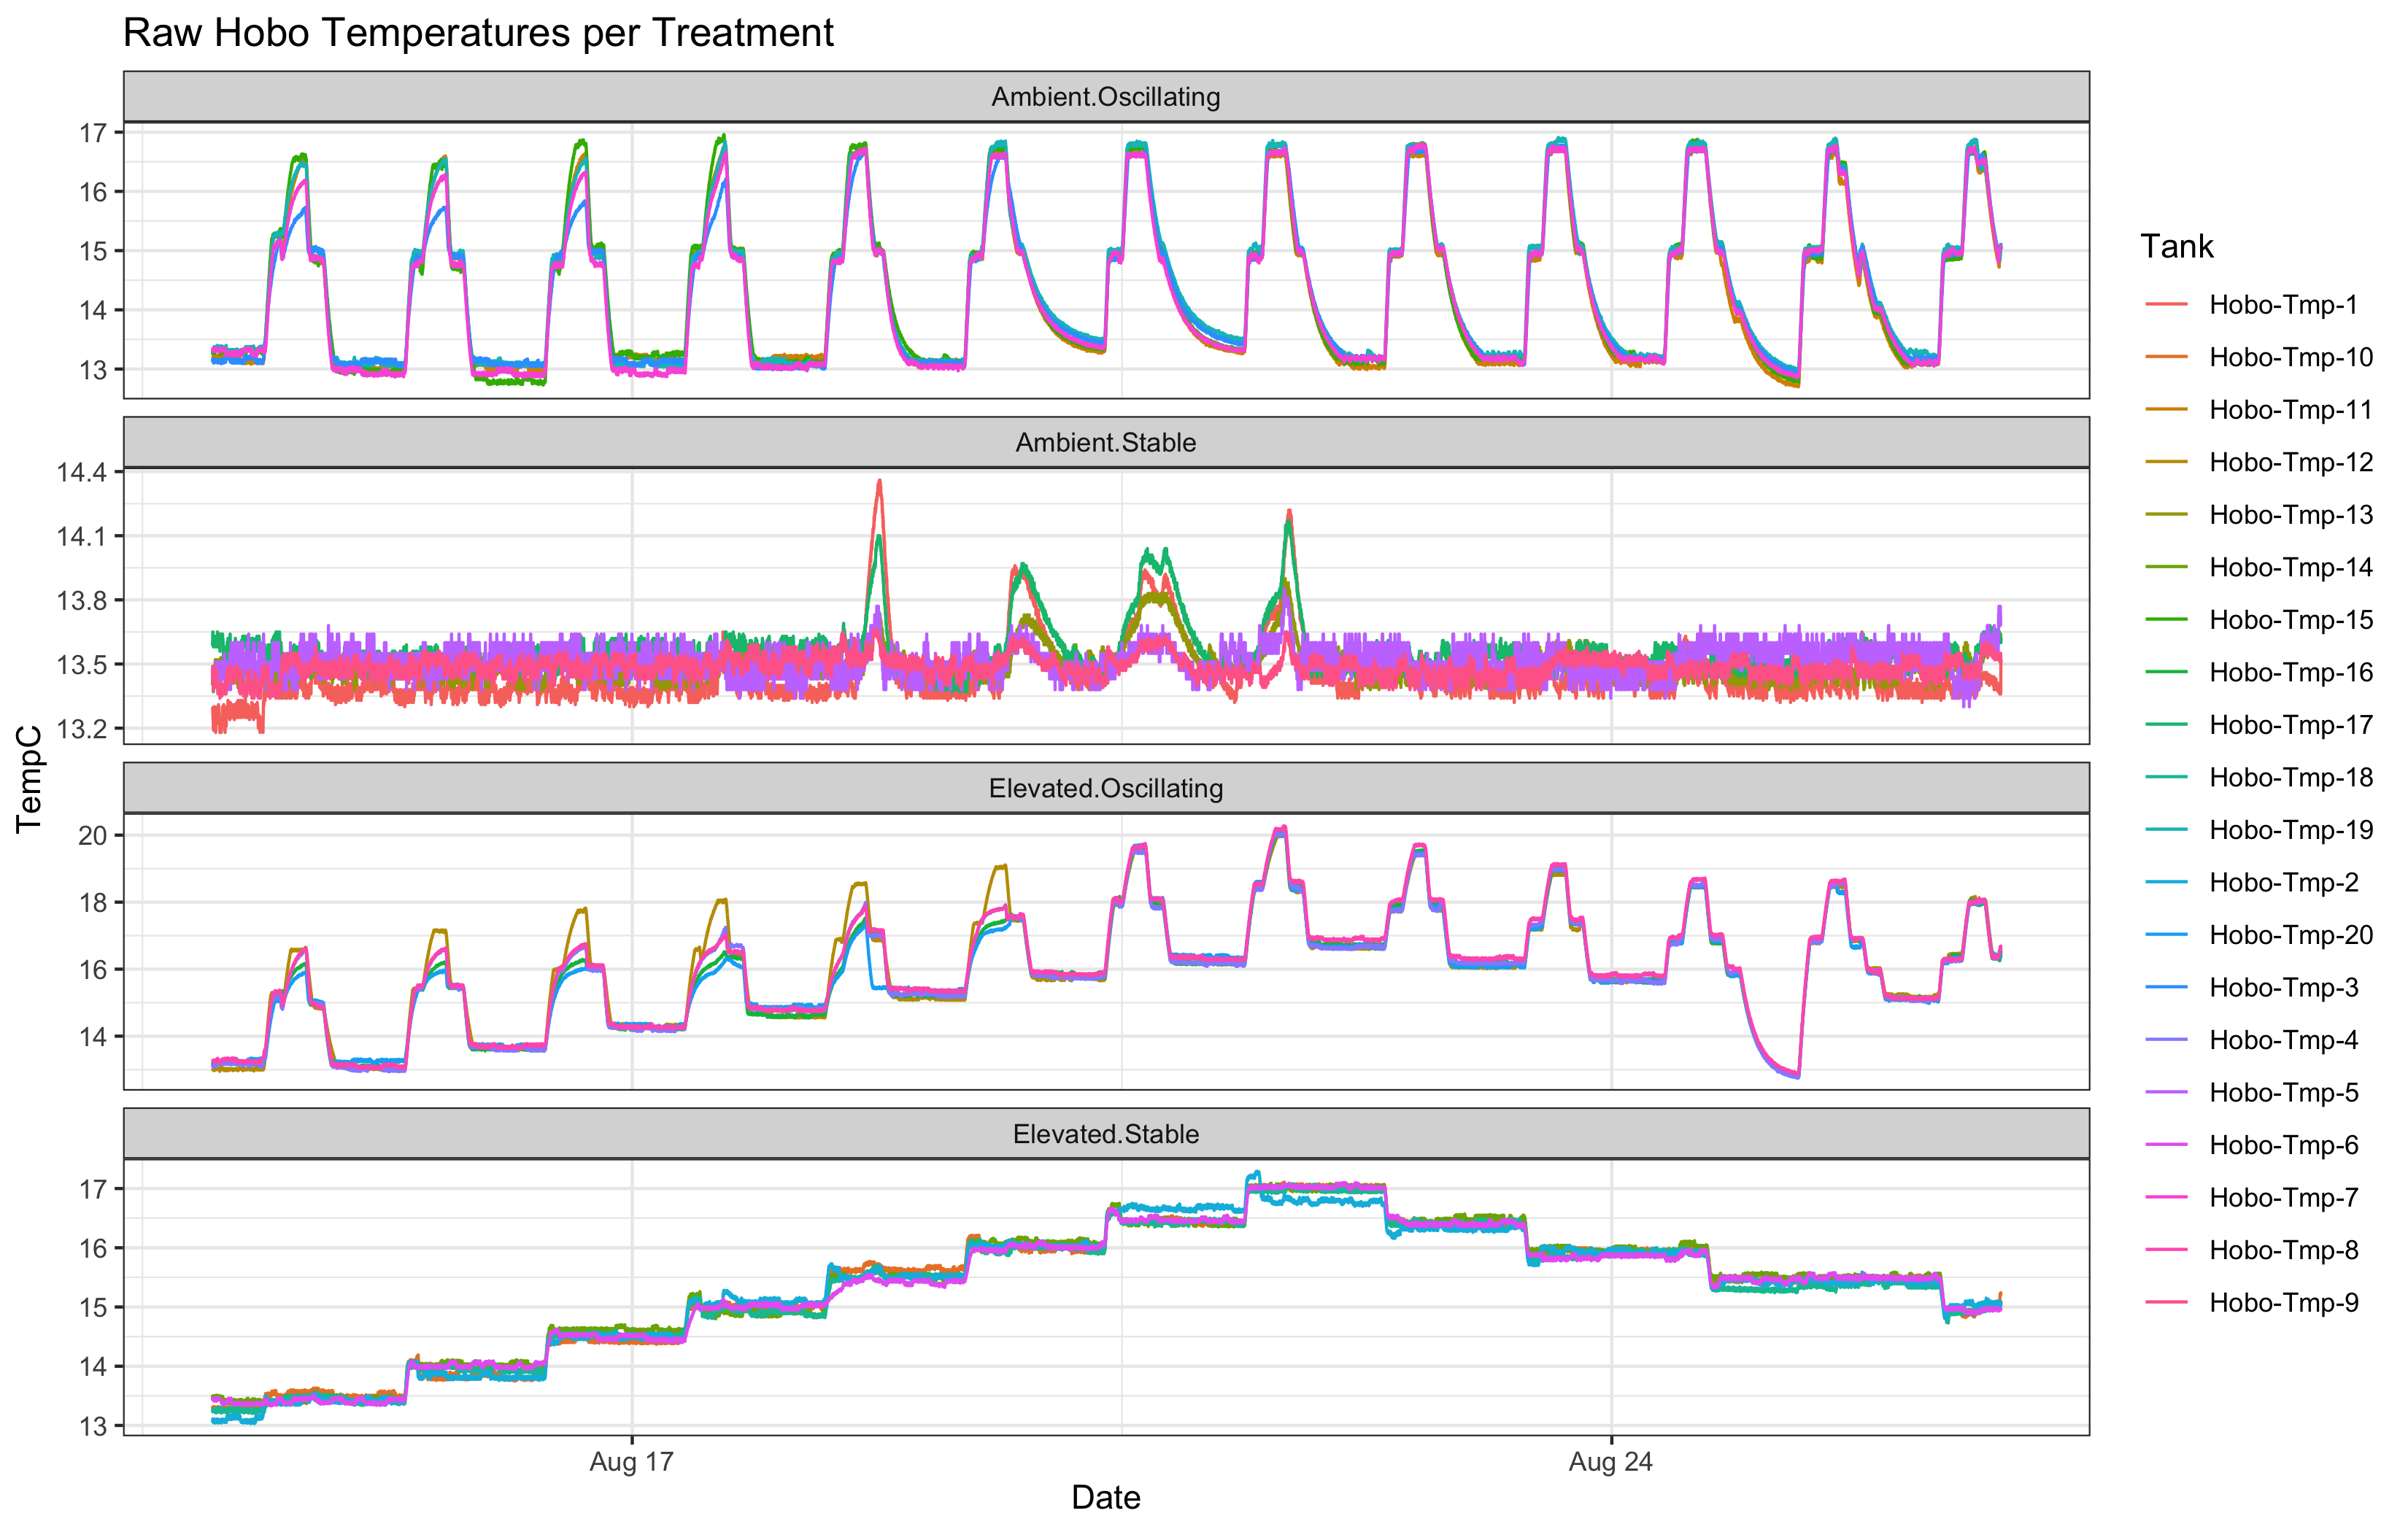 Raw Hobo Temperatures per Treatment
Ambient.Oscillating
17
16
15
14
13
Ambient.Stable
14.4
14.1
13.8
13.5
13.2
Elevated.Oscillating
20
18
16
14
Elevated.Stable
17
16
15
14
13
Aug 17
Aug 24
Date
TempC
Tank
Hobo-Tmp-1
Hobo-Tmp-10
Hobo-Tmp-11
Hobo-Tmp-12
Hobo-Tmp-13
Hobo-Tmp-14
Hobo-Tmp-15
Hobo-Tmp-16
Hobo-Tmp-17
Hobo-Tmp-18
Hobo-Tmp-19
Hobo-Tmp-2
Hobo-Tmp-20
Hobo-Tmp-3
Hobo-Tmp-4
Hobo-Tmp-5
Hobo-Tmp-6
Hobo-Tmp-7
Hobo-Tmp-8
Hobo-Tmp-9